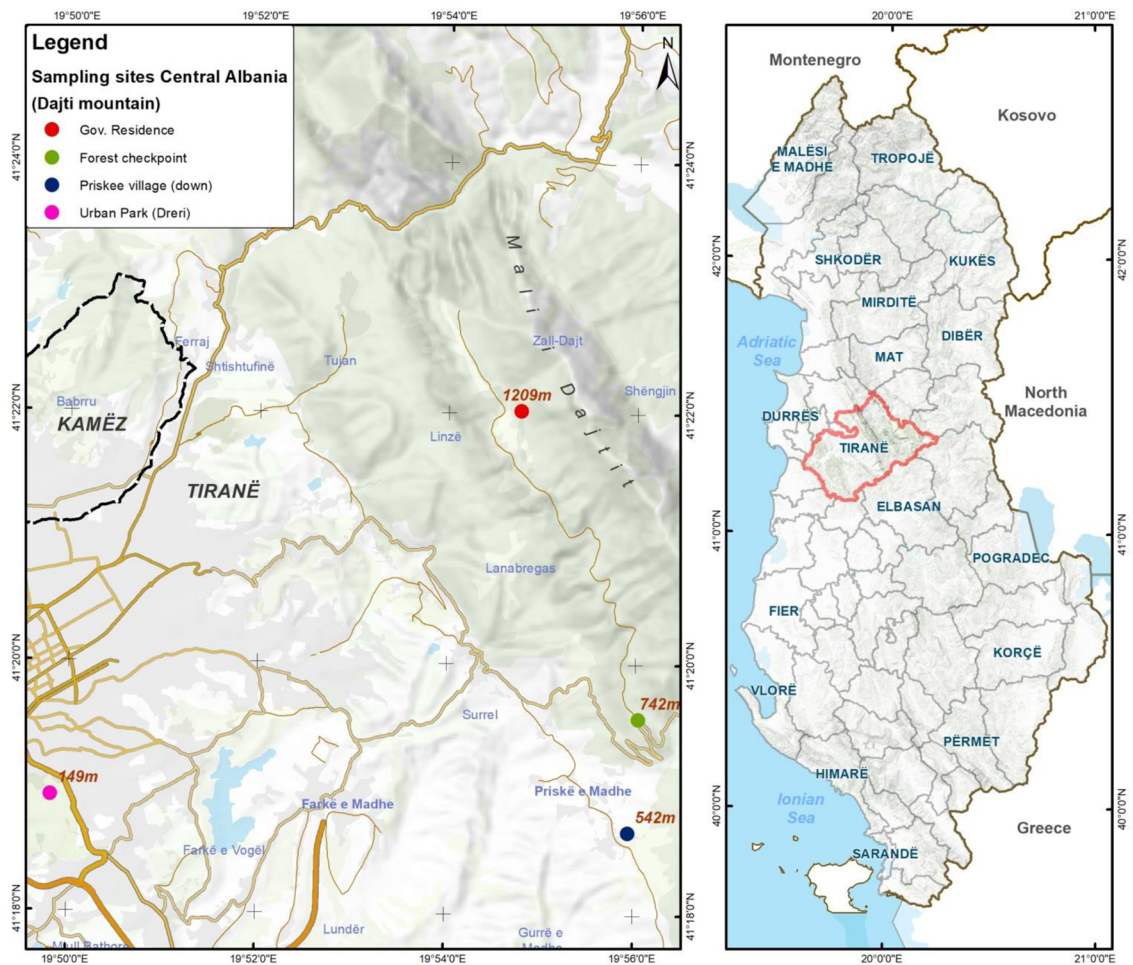 19°50'0"E
19°52'0"E
19°54'0"E
19°56'0"E
Legend
Sampling sites Central Albania
(Dajti mountain)
Gov. Residence
Forest checkpoint
Priskee village (down)
Urban Park (Dreri)
N
41°24'0"N
41°24'0"N
Mali i Dajtit
Ferraj
Shtishtufinë
Tujan
Zall-Dajt
Shëngjin
Babrru
KAMËZ
1209m
41°22'0"N
41°22'0"N
Linzë
TIRANË
Lanabregas
41°20'0"N
41°20'0"N
Surrel
742m
149m
Priskë e Madhe
Farkë e Madhe
542m
Farkë e Vogël
41°18'0"N
41°18'0"N
Lundër
Gurrë e
Madhe
19°50'0"E
19°52'0"E
19°54'0"E
19°56'0"E
20°0'0"E
21°0'0"E
Montenegro
Kosovo
MALËSI
E MADHE
TROPOJË
42°0'0"N
42°0'0"N
SHKODËR
KUKËS
MIRDITË
DIBËR
Adriatic
Sea
MAT
North
Macedonia
DURRËS
TIRANË
ELBASAN
41°0'0"N
41°0'0"N
POGRADEC
FIER
KORÇË
VLORË
PËRMET
HIMARË
Ionian
Sea
40°0'0"N
40°0'0"N
Greece
SARANDË
20°0'0"E
21°0'0"E